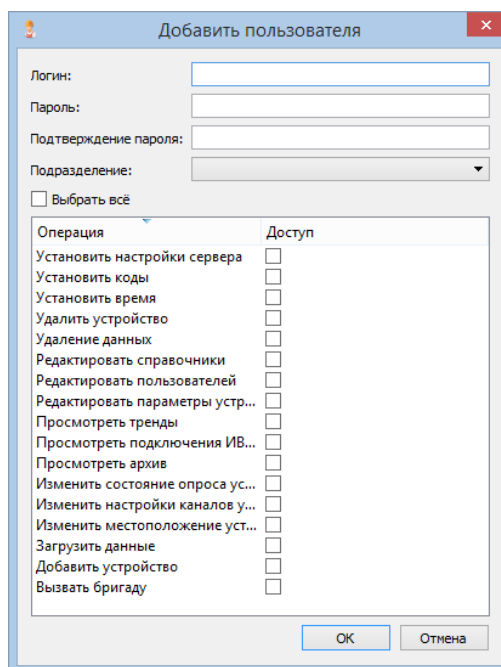 Добавить пользователя
Логин:
Пароль:
Подтверждение пароля:
Подразделение:
Выбрать всё
Операция Доступ
Установить настройки сервера
Установить коды
Установить время
Удалить устройство
Удаление данных
Редактировать справочники
Редактировать пользователей
Редактировать параметры устр...
Просмотреть тренды
Просмотреть подключения ИВ...
Просмотреть архив
Изменить состояние опроса ус...
Изменить настройки каналов у...
Изменить местоположение уст...
Загрузить данные
Добавить устройство
Вызвать бригаду
ОК Отмена